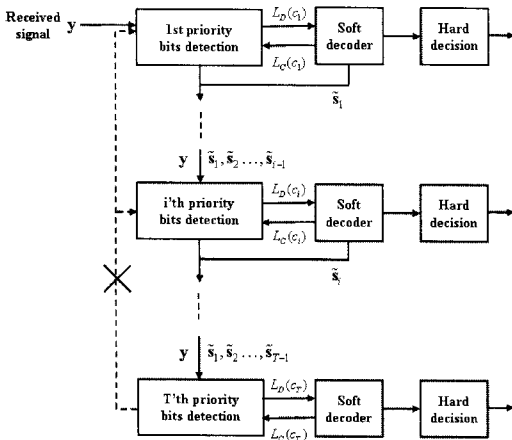 Received
signal
y
1st priority
bits detection
L_D(c_1)
L_C(c_1)
Soft
decoder
Hard
decision
s̃_1
y s̃_1, s̃_2 ..., s̃_{i-1}
i'th priority
bits detection
L_D(c_i)
L_C(c_i)
Soft
decoder
Hard
decision
s̃_i
y s̃_1, s̃_2 ..., s̃_{T-1}
T'th priority
bits detection
L_D(c_T)
L_C(c_T)
Soft
decoder
Hard
decision